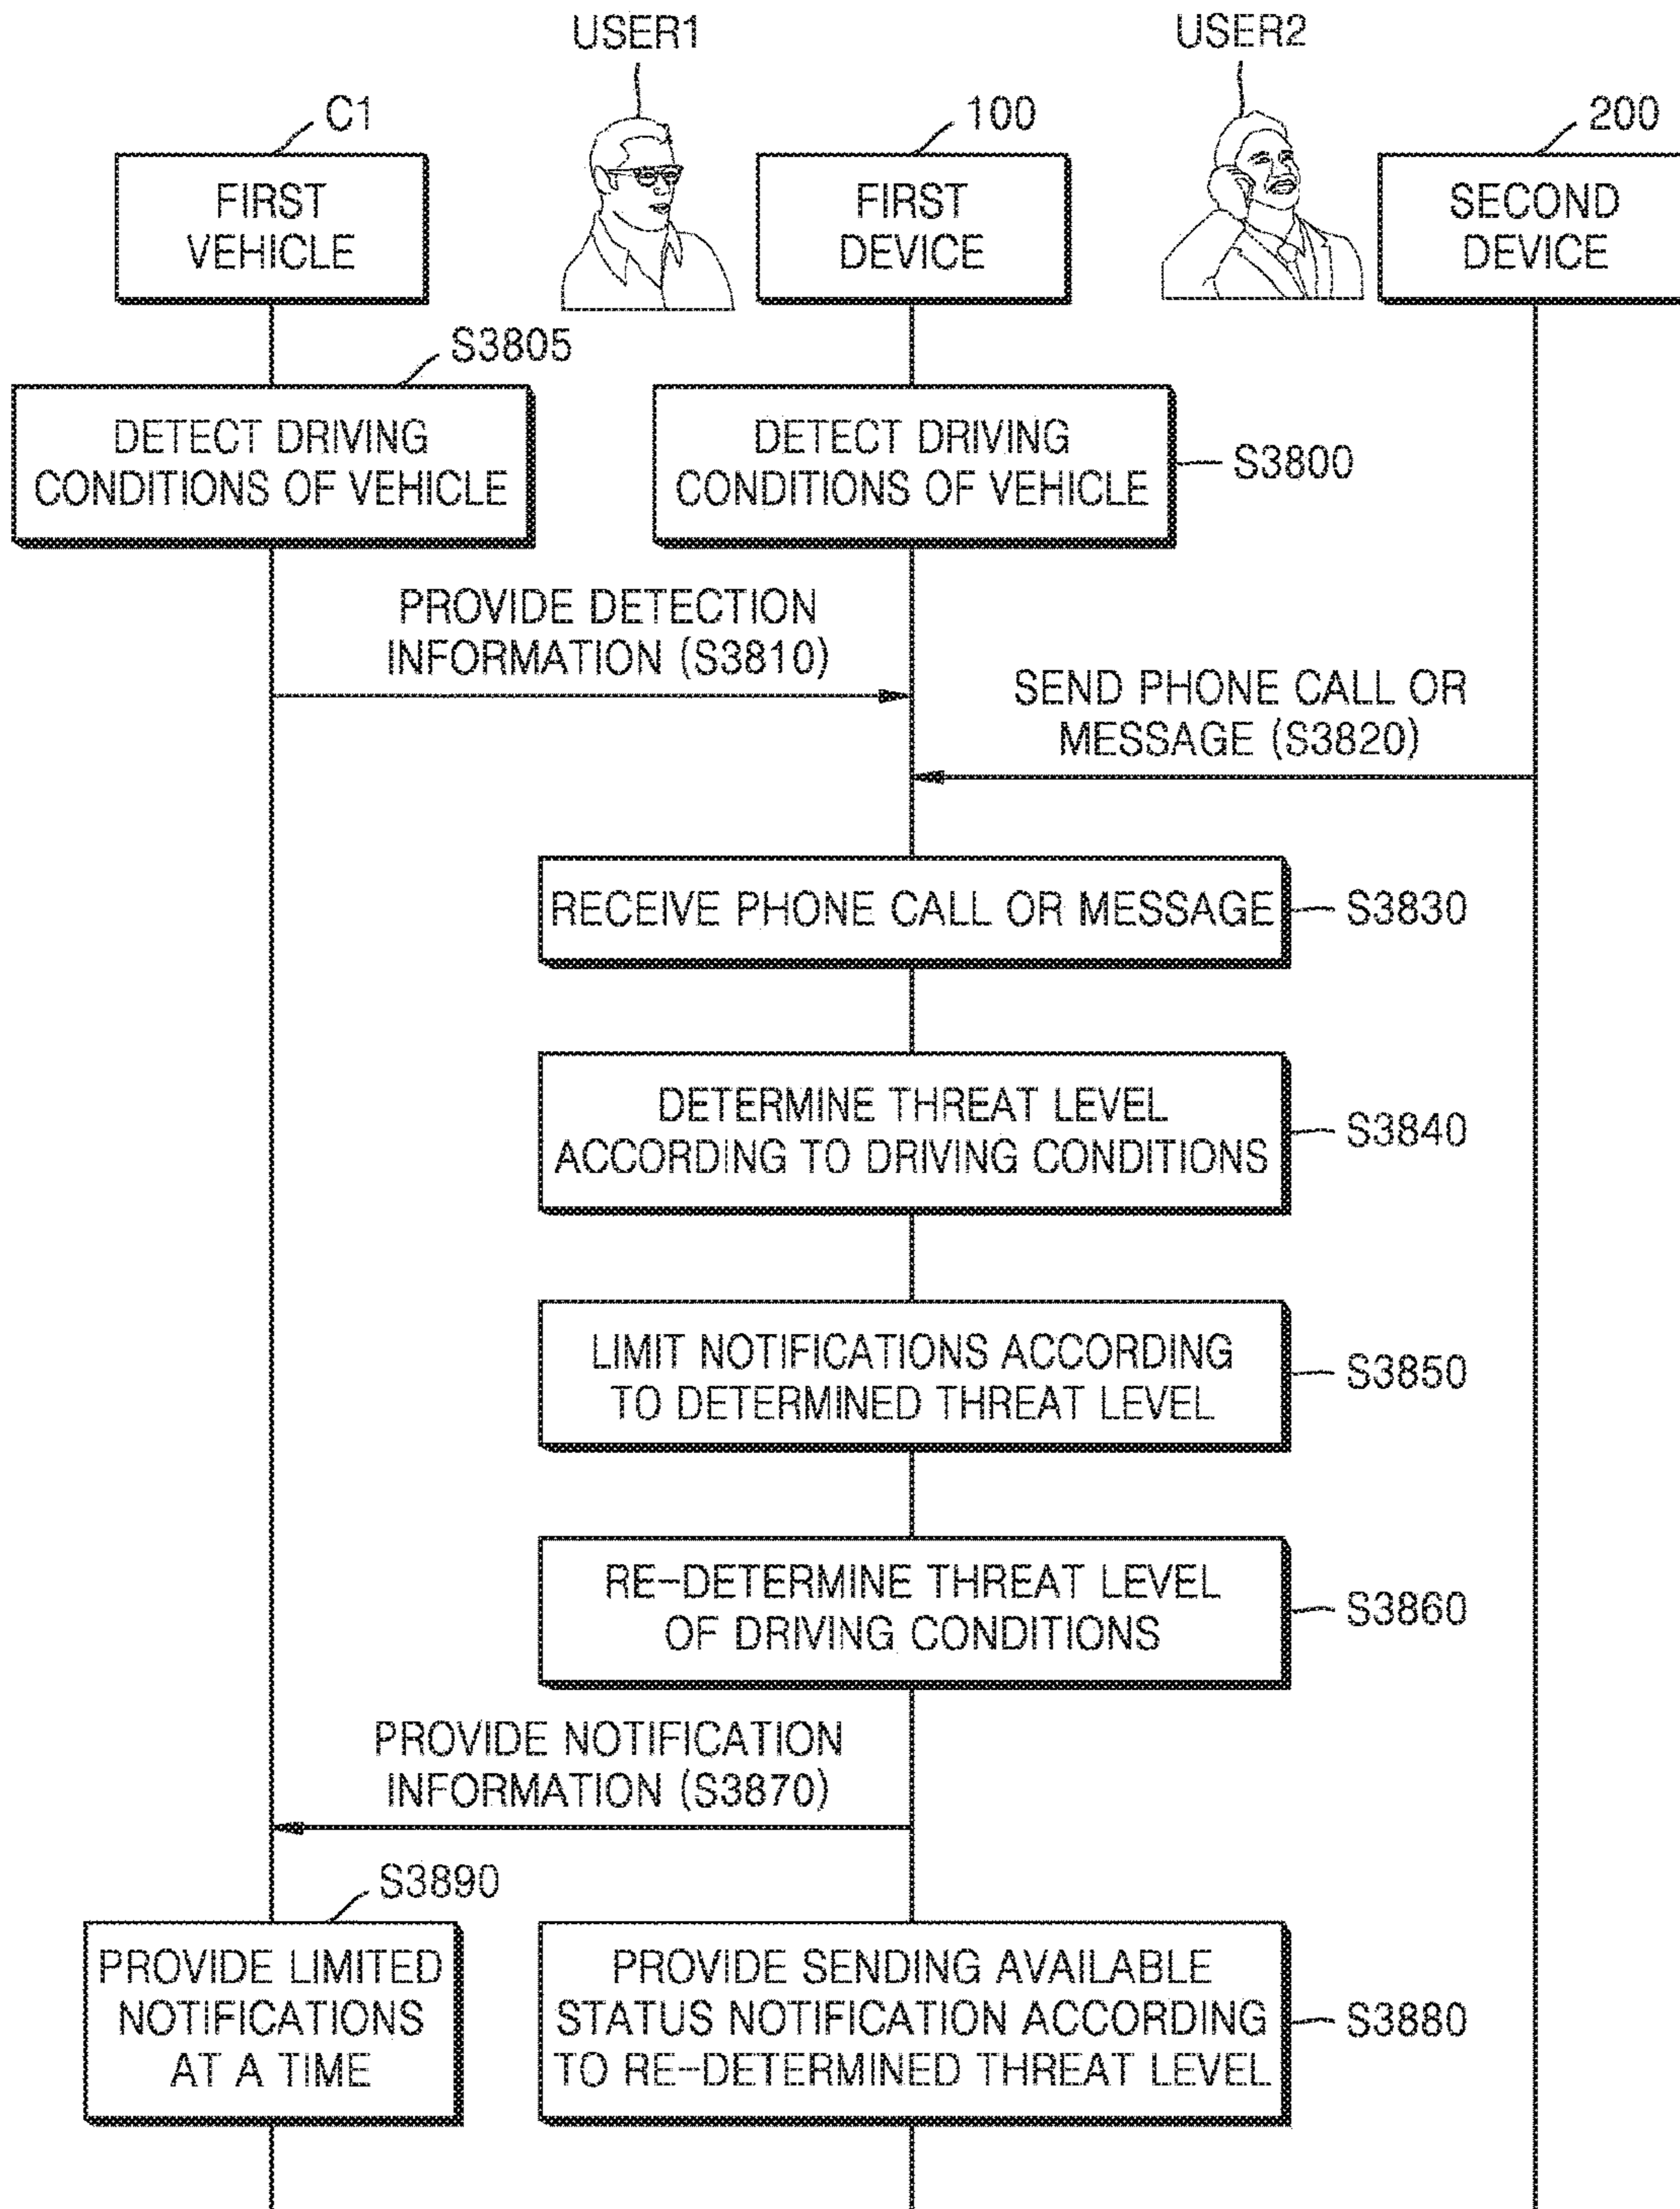 USER1
USER2
C1
100
200
FIRST
VEHICLE
FIRST
DEVICE
SECOND
DEVICE
S3805
DETECT DRIVING
CONDITIONS OF VEHICLE
DETECT DRIVING
CONDITIONS OF VEHICLE
S3800
PROVIDE DETECTION
INFORMATION (S3810)
SEND PHONE CALL OR
MESSAGE (S3820)
RECEIVE PHONE CALL OR MESSAGE
S3830
DETERMINE THREAT LEVEL
ACCORDING TO DRIVING CONDITIONS
S3840
LIMIT NOTIFICATIONS ACCORDING
TO DETERMINED THREAT LEVEL
S3850
RE-DETERMINE THREAT LEVEL
OF DRIVING CONDITIONS
S3860
PROVIDE NOTIFICATION
INFORMATION (S3870)
S3890
PROVIDE LIMITED
NOTIFICATIONS
AT A TIME
PROVIDE SENDING AVAILABLE
STATUS NOTIFICATION ACCORDING
TO RE-DETERMINED THREAT LEVEL
S3880